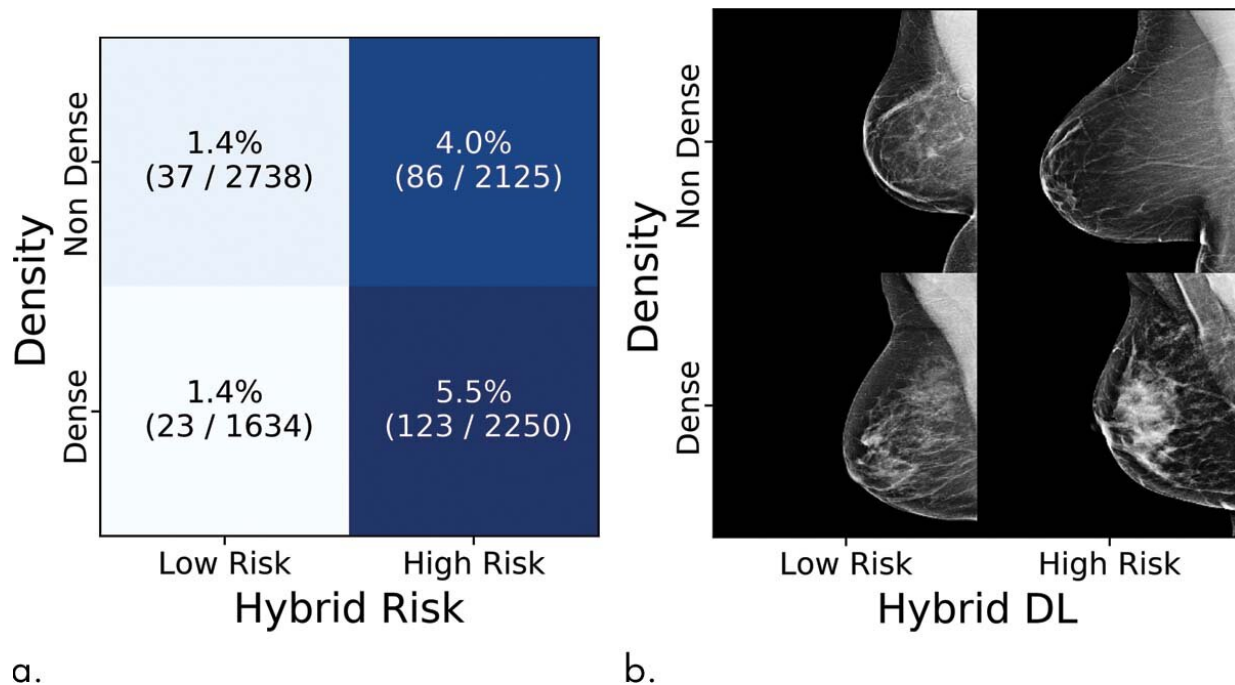 Density
Non Dense
Dense
1.4%
(37 / 2738)
4.0%
(86 / 2125)
1.4%
(23 / 1634)
5.5%
(123 / 2250)
Low Risk
High Risk
Hybrid Risk
a.
Density
Non Dense
Dense
Low Risk
High Risk
Hybrid DL
b.